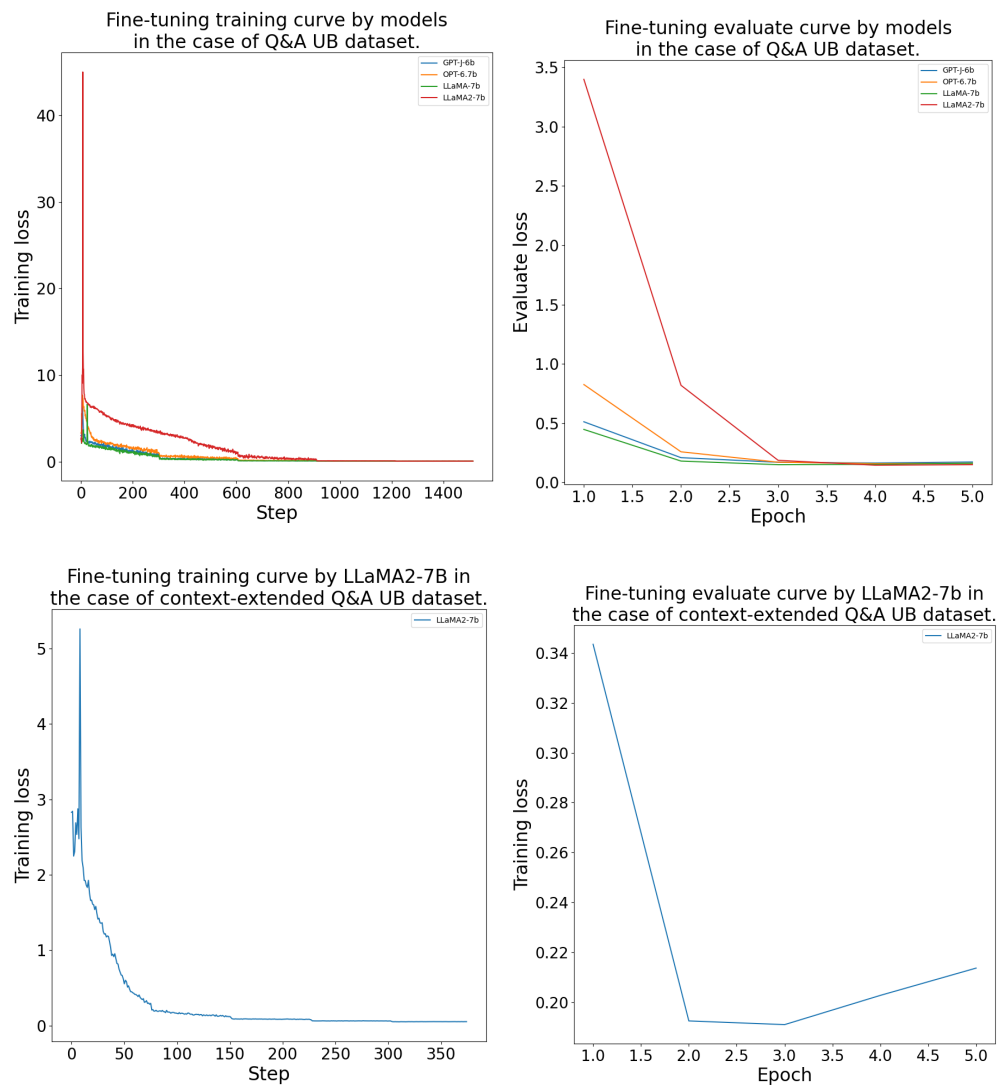 Fine-tuning training curve by models
in the case of Q&A UB dataset.
GPT-J-6b
OPT-6.7b
LLaMA-7b
LLaMA2-7b
Training loss
40
30
20
10
0
0 200 400 600 800 1000 1200 1400
Step
Fine-tuning evaluate curve by models
in the case of Q&A UB dataset.
GPT-J-6b
OPT-6.7b
LLaMA-7b
LLaMA2-7b
Evaluate loss
3.5
3.0
2.5
2.0
1.5
1.0
0.5
0.0
1.0 1.5 2.0 2.5 3.0 3.5 4.0 4.5 5.0
Epoch
Fine-tuning training curve by LLaMA2-7B in
the case of context-extended Q&A UB dataset.
LLaMA2-7b
Training loss
5
4
3
2
1
0
0 50 100 150 200 250 300 350
Step
Fine-tuning evaluate curve by LLaMA2-7b in
the case of context-extended Q&A UB dataset.
LLaMA2-7b
Training loss
0.34
0.32
0.30
0.28
0.26
0.24
0.22
0.20
1.0 1.5 2.0 2.5 3.0 3.5 4.0 4.5 5.0
Epoch